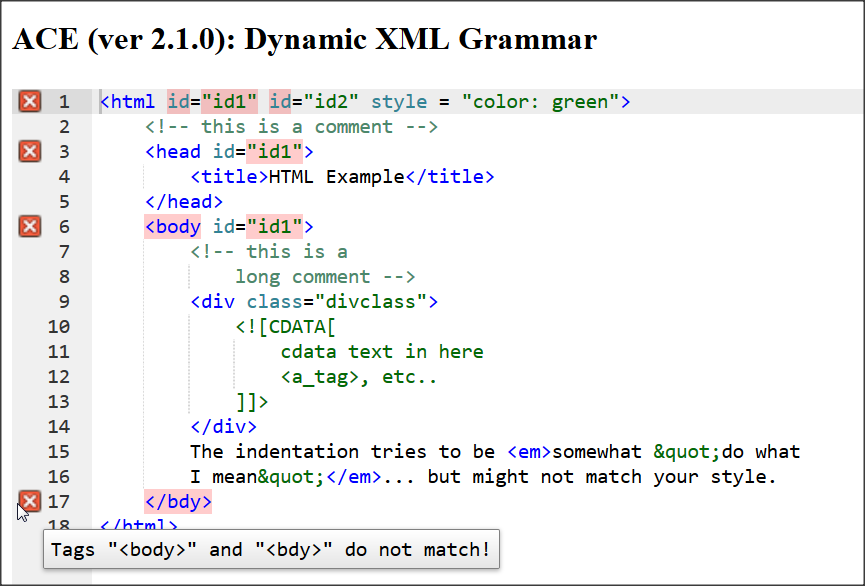 ACE (ver 2.1.0): Dynamic XML Grammar
1 <html id="id1" id="id2" style = "color: green">
2 <!-- this is a comment -->
3 <head id="id1">
4 <title>HTML Example</title>
5 </head>
6 <body id="id1">
7 <!-- this is a
8 long comment -->
9 <div class="divclass">
10 <![CDATA[
11 cdata text in here
12 <a_tag>, etc..
13 ]]>
14 </div>
15 The indentation tries to be <em>somewhat &quot;do what
16 I mean&quot;</em>... but might not match your style.
17 </bdy>
18 </html>
Tags "<body>" and "<bdy>" do not match!